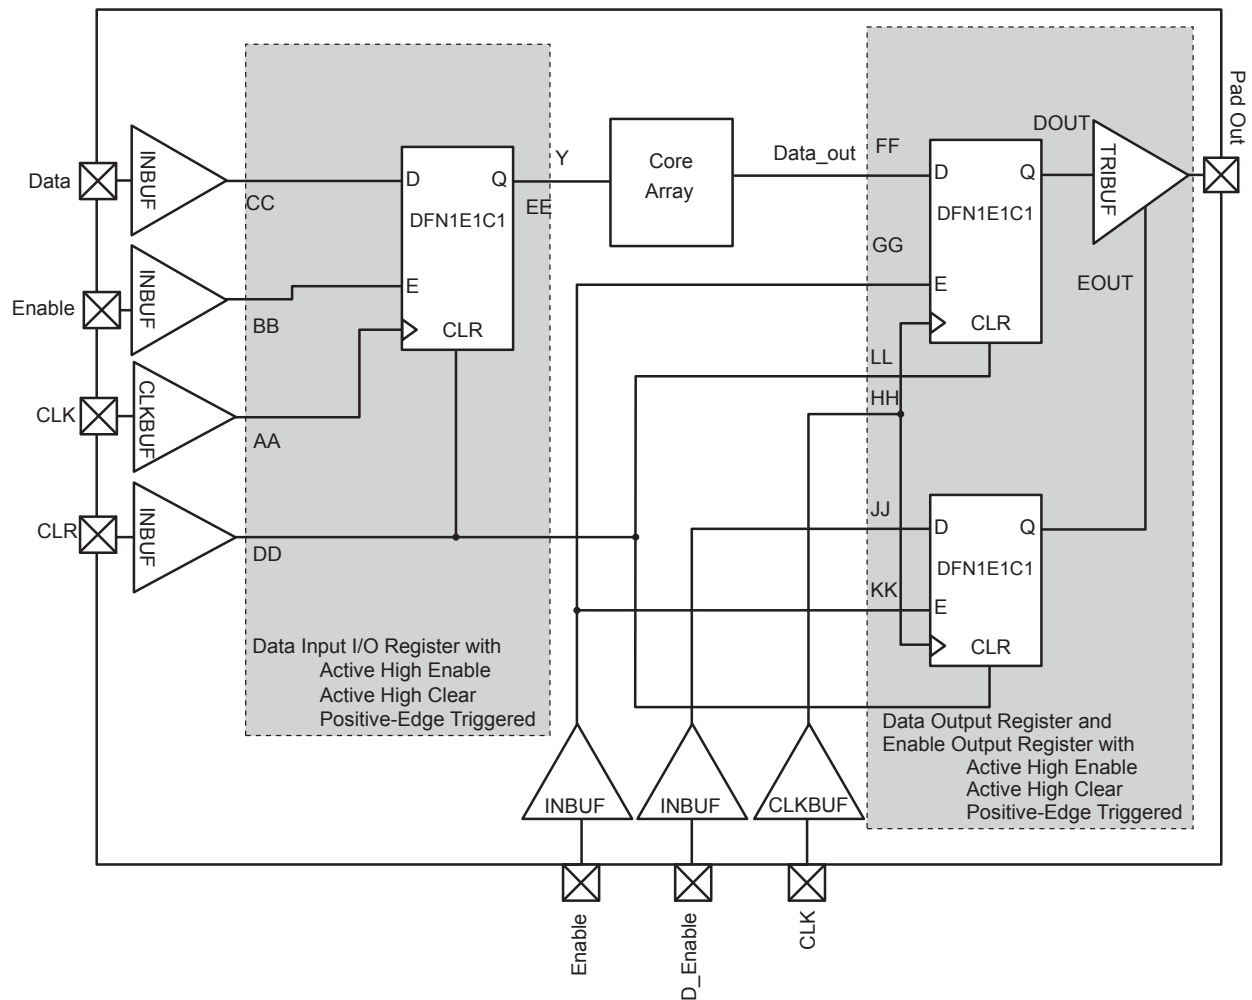 Data
INBUF
CC
D
Q
DFN1E1C1
E
CLR
Y
EE
Core
Array
Data_out
FF
D
Q
DFN1E1C1
GG
E
CLR
DOUT
TRIBUF
Pad Out
EOUT
Enable
INBUF
BB
CLK
CLKBUF
AA
LL
HH
CLR
INBUF
DD
JJ
D
Q
DFN1E1C1
KK
E
CLR
Data Input I/O Register with
Active High Enable
Active High Clear
Positive-Edge Triggered
Data Output Register and
Enable Output Register with
Active High Enable
Active High Clear
Positive-Edge Triggered
INBUF
INBUF
CLKBUF
Enable
D_Enable
CLK